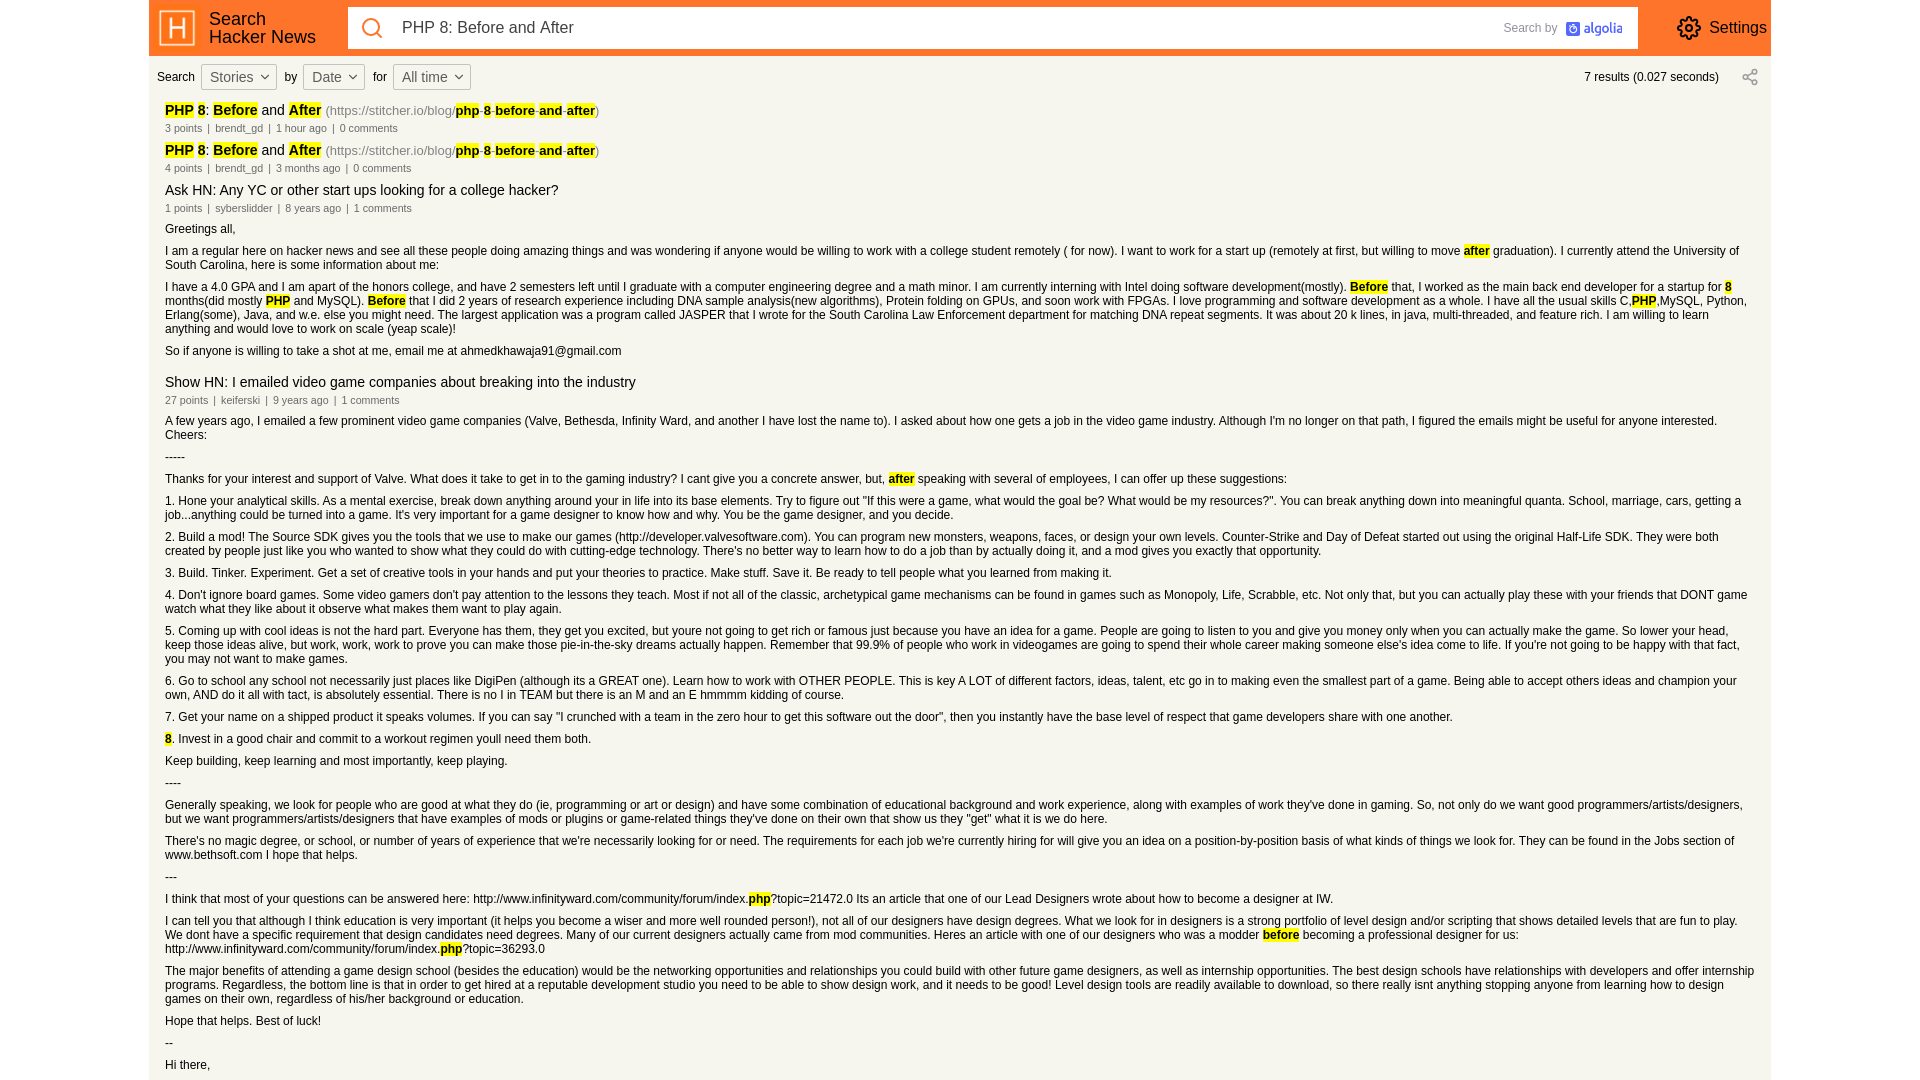 H
Search
Hacker News
PHP 8: Before and After
Search by algolia
Settings
Search Stories by Date for All time
7 results (0.027 seconds)
PHP 8: Before and After (https://stitcher.io/blog/php-8-before-and-after)
3 points | brendt_gd | 1 hour ago | 0 comments
PHP 8: Before and After (https://stitcher.io/blog/php-8-before-and-after)
4 points | brendt_gd | 3 months ago | 0 comments
Ask HN: Any YC or other start ups looking for a college hacker?
1 points | syberslidder | 8 years ago | 1 comments
Greetings all,
I am a regular here on hacker news and see all these people doing amazing things and was wondering if anyone would be willing to work with a college student remotely ( for now). I want to work for a start up (remotely at first, but willing to move after graduation). I currently attend the University of
South Carolina, here is some information about me:
I have a 4.0 GPA and I am apart of the honors college, and have 2 semesters left until I graduate with a computer engineering degree and a math minor. I am currently interning with Intel doing software development(mostly). Before that, I worked as the main back end developer for a startup for 8
months(did mostly PHP and MySQL). Before that I did 2 years of research experience including DNA sample analysis(new algorithms), Protein folding on GPUs, and soon work with FPGAs. I love programming and software development as a whole. I have all the usual skills C,PHP,MySQL, Python,
Erlang(some), Java, and w.e. else you might need. The largest application was a program called JASPER that I wrote for the South Carolina Law Enforcement department for matching DNA repeat segments. It was about 20 k lines, in java, multi-threaded, and feature rich. I am willing to learn
anything and would love to work on scale (yeap scale)!
So if anyone is willing to take a shot at me, email me at ahmedkhawaja91@gmail.com
Show HN: I emailed video game companies about breaking into the industry
27 points | keiferski | 9 years ago | 1 comments
A few years ago, I emailed a few prominent video game companies (Valve, Bethesda, Infinity Ward, and another I have lost the name to). I asked about how one gets a job in the video game industry. Although I'm no longer on that path, I figured the emails might be useful for anyone interested.
Cheers:
-----
Thanks for your interest and support of Valve. What does it take to get in to the gaming industry? I cant give you a concrete answer, but, after speaking with several of employees, I can offer up these suggestions:
1. Hone your analytical skills. As a mental exercise, break down anything around your in life into its base elements. Try to figure out "If this were a game, what would the goal be? What would be my resources?". You can break anything down into meaningful quanta. School, marriage, cars, getting a
job...anything could be turned into a game. It's very important for a game designer to know how and why. You be the game designer, and you decide.
2. Build a mod! The Source SDK gives you the tools that we use to make our games (http://developer.valvesoftware.com). You can program new monsters, weapons, faces, or design your own levels. Counter-Strike and Day of Defeat started out using the original Half-Life SDK. They were both
created by people just like you who wanted to show what they could do with cutting-edge technology. There's no better way to learn how to do a job than by actually doing it, and a mod gives you exactly that opportunity.
3. Build. Tinker. Experiment. Get a set of creative tools in your hands and put your theories to practice. Make stuff. Save it. Be ready to tell people what you learned from making it.
4. Don't ignore board games. Some video gamers don't pay attention to the lessons they teach. Most if not all of the classic, archetypical game mechanisms can be found in games such as Monopoly, Life, Scrabble, etc. Not only that, but you can actually play these with your friends that DONT game
watch what they like about it observe what makes them want to play again.
5. Coming up with cool ideas is not the hard part. Everyone has them, they get you excited, but youre not going to get rich or famous just because you have an idea for a game. People are going to listen to you and give you money only when you can actually make the game. So lower your head,
keep those ideas alive, but work, work, work to prove you can make those pie-in-the-sky dreams actually happen. Remember that 99.9% of people who work in videogames are going to spend their whole career making someone else's idea come to life. If you're not going to be happy with that fact,
you may not want to make games.
6. Go to school any school not necessarily just places like DigiPen (although its a GREAT one). Learn how to work with OTHER PEOPLE. This is key A LOT of different factors, ideas, talent, etc go in to making even the smallest part of a game. Being able to accept others ideas and champion your
own, AND do it all with tact, is absolutely essential. There is no I in TEAM but there is an M and an E hmmmm kidding of course.
7. Get your name on a shipped product it speaks volumes. If you can say "I crunched with a team in the zero hour to get this software out the door", then you instantly have the base level of respect that game developers share with one another.
8. Invest in a good chair and commit to a workout regimen youll need them both.
Keep building, keep learning and most importantly, keep playing.
----
Generally speaking, we look for people who are good at what they do (ie, programming or art or design) and have some combination of educational background and work experience, along with examples of work they've done in gaming. So, not only do we want good programmers/artists/designers,
but we want programmers/artists/designers that have examples of mods or plugins or game-related things they've done on their own that show us they "get" what it is we do here.
There's no magic degree, or school, or number of years of experience that we're necessarily looking for or need. The requirements for each job we're currently hiring for will give you an idea on a position-by-position basis of what kinds of things we look for. They can be found in the Jobs section of
www.bethsoft.com I hope that helps.
---
I think that most of your questions can be answered here: http://www.infinityward.com/community/forum/index.php?topic=21472.0 Its an article that one of our Lead Designers wrote about how to become a designer at IW.
I can tell you that although I think education is very important (it helps you become a wiser and more well rounded person!), not all of our designers have design degrees. What we look for in designers is a strong portfolio of level design and/or scripting that shows detailed levels that are fun to play.
We dont have a specific requirement that design candidates need degrees. Many of our current designers actually came from mod communities. Heres an article with one of our designers who was a modder before becoming a professional designer for us:
http://www.infinityward.com/community/forum/index.php?topic=36293.0
The major benefits of attending a game design school (besides the education) would be the networking opportunities and relationships you could build with other future game designers, as well as internship opportunities. The best design schools have relationships with developers and offer internship
programs. Regardless, the bottom line is that in order to get hired at a reputable development studio you need to be able to show design work, and it needs to be good! Level design tools are readily available to download, so there really isnt anything stopping anyone from learning how to design
games on their own, regardless of his/her background or education.
Hope that helps. Best of luck!
--
Hi there,